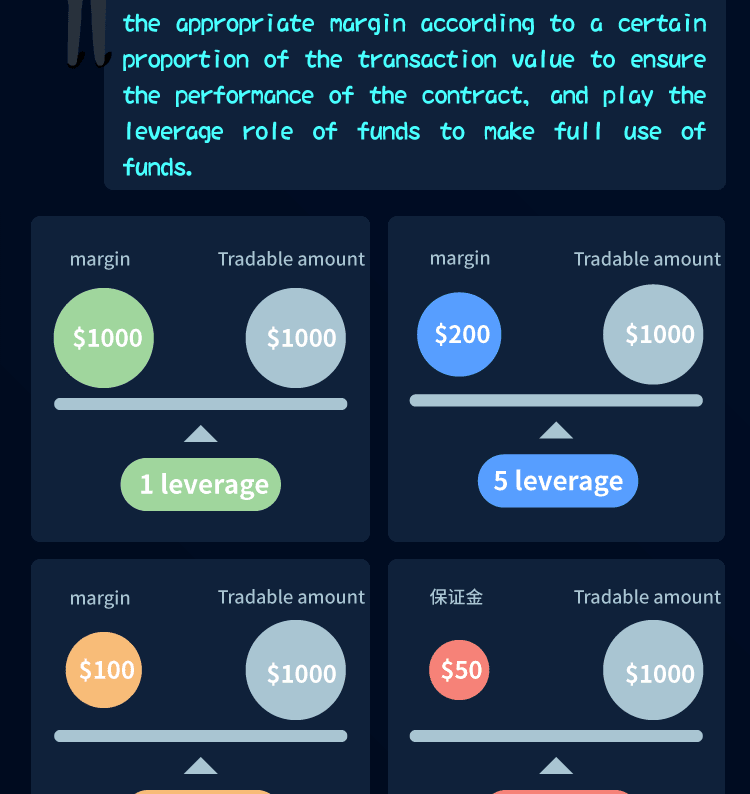 the appropriate margin according to a certain
proportion of the transaction value to ensure
the performance of the contract, and play the
leverage role of funds to make full use of
funds.
margin Tradable amount
$1000 $1000
1 leverage
margin Tradable amount
$200 $1000
5 leverage
margin Tradable amount
$100 $1000
保证金 Tradable amount
$50 $1000